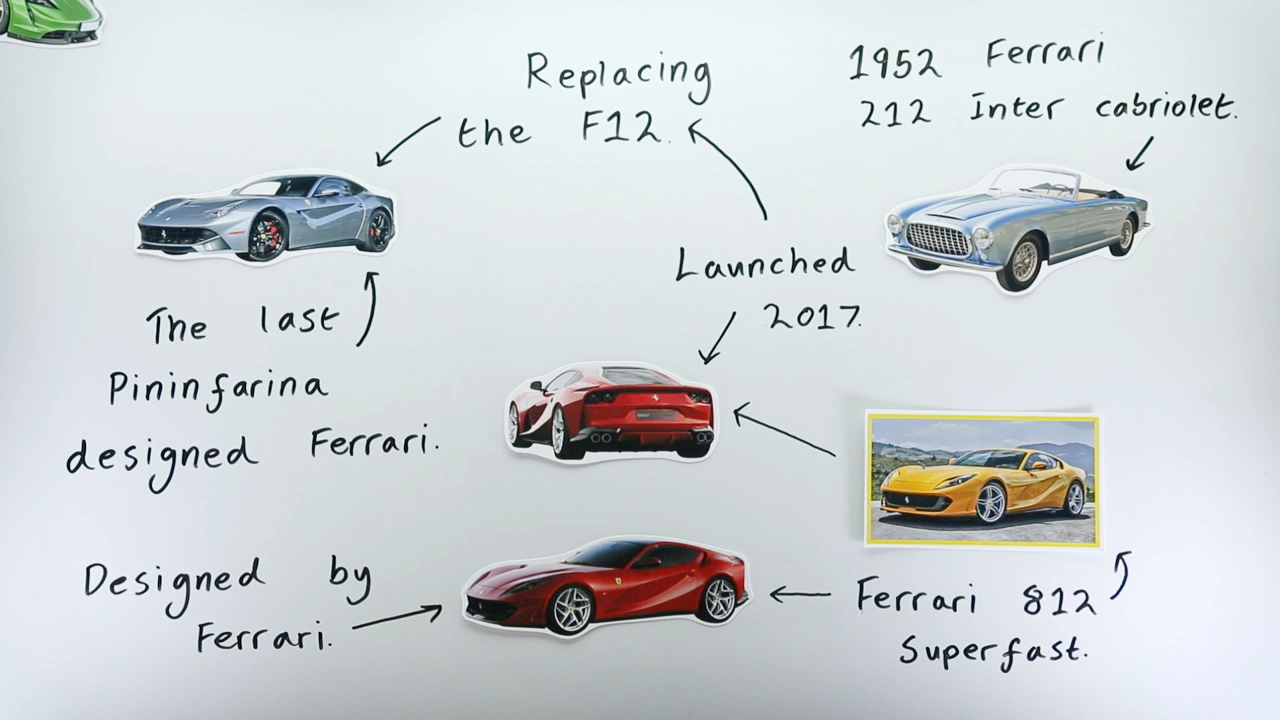 Replacing
the F12.
1952 Ferrari
212 Inter cabriolet.
Launched
2017.
The last
Pininfarina
designed Ferrari.
Designed by
Ferrari.
Ferrari 812
Superfast.